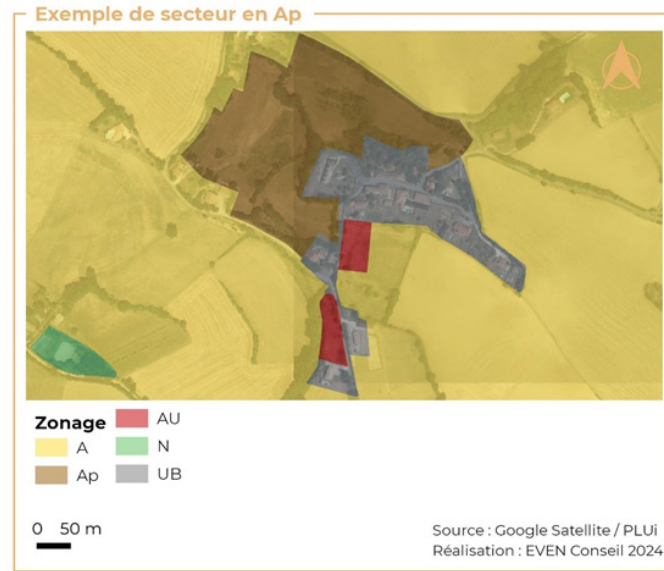 Exemple de secteur en Ap
Zonage
A
Ap
AU
N
UB
0 50 m
Source : Google Satellite / PLUi
Réalisation : EVEN Conseil 2024